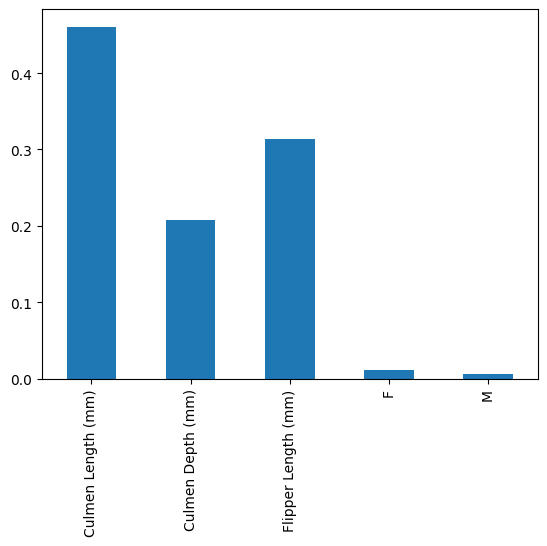 0.4
0.3
0.2
0.1
0.0
Culmen Length (mm)
Culmen Depth (mm)
Flipper Length (mm)
F
M